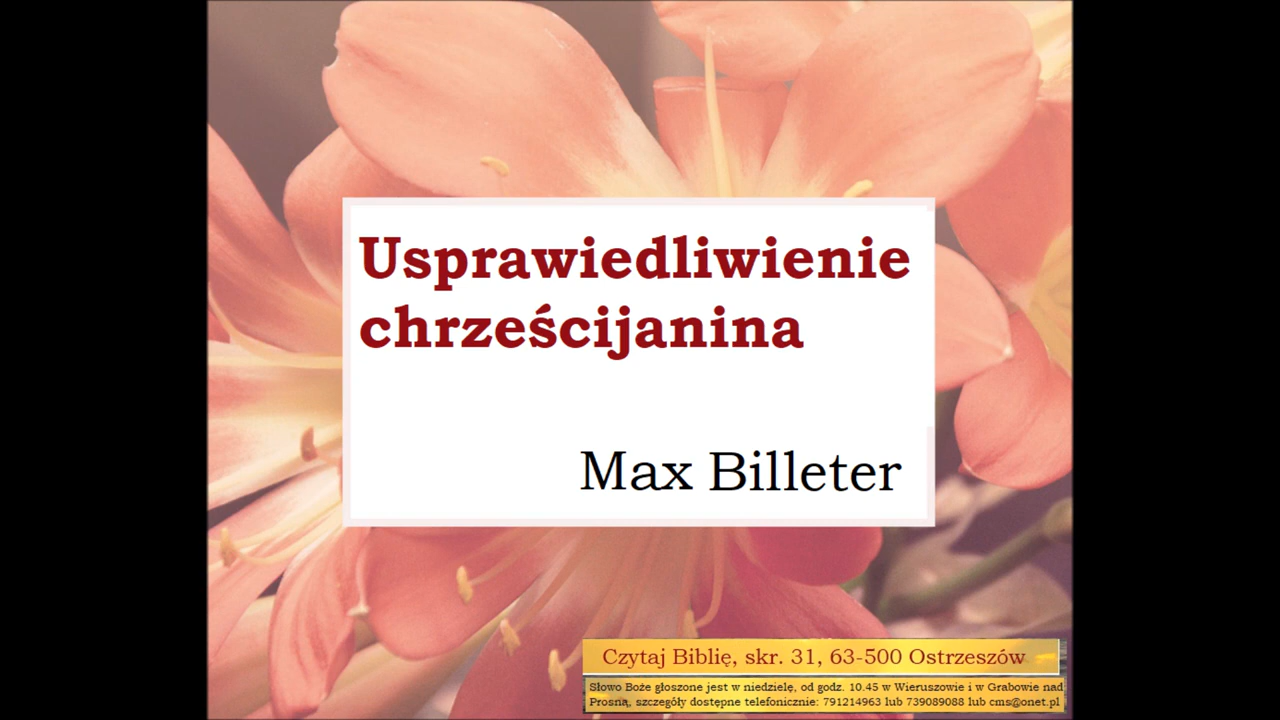 Usprawiedliwienie
chrześcijanina
Max Billeter
Czytaj Biblię, skr. 31, 63-500 Ostrzeszów
Słowo Boże głoszone jest w niedzielę, od godz. 10.45 w Wieruszowie i w Grabowie nad
Prosną, szczegóły dostępne telefonicznie: 791214963 lub 739089088 lub cms@onet.pl